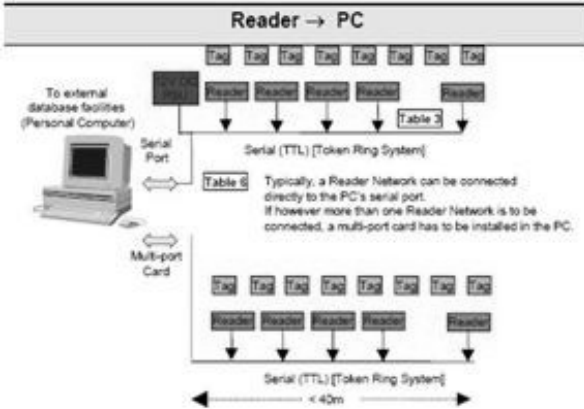 Reader → PC
Tag Tag Tag Tag Tag Tag Tag Tag
Reader Reader Reader Reader Reader
To external
database facilities
(Personal Computer)
Table 3
Serial (TTL) [Token Ring System]
Serial
Port
Table 6
Typically, a Reader Network can be connected
directly to the PC's serial port.
If however more than one Reader Network is to be
connected, a multi-port card has to be installed in the PC.
Multi-port
Card
Tag Tag Tag Tag Tag Tag Tag Tag
Reader Reader Reader Reader Reader
Serial (TTL) [Token Ring System]
< 40m